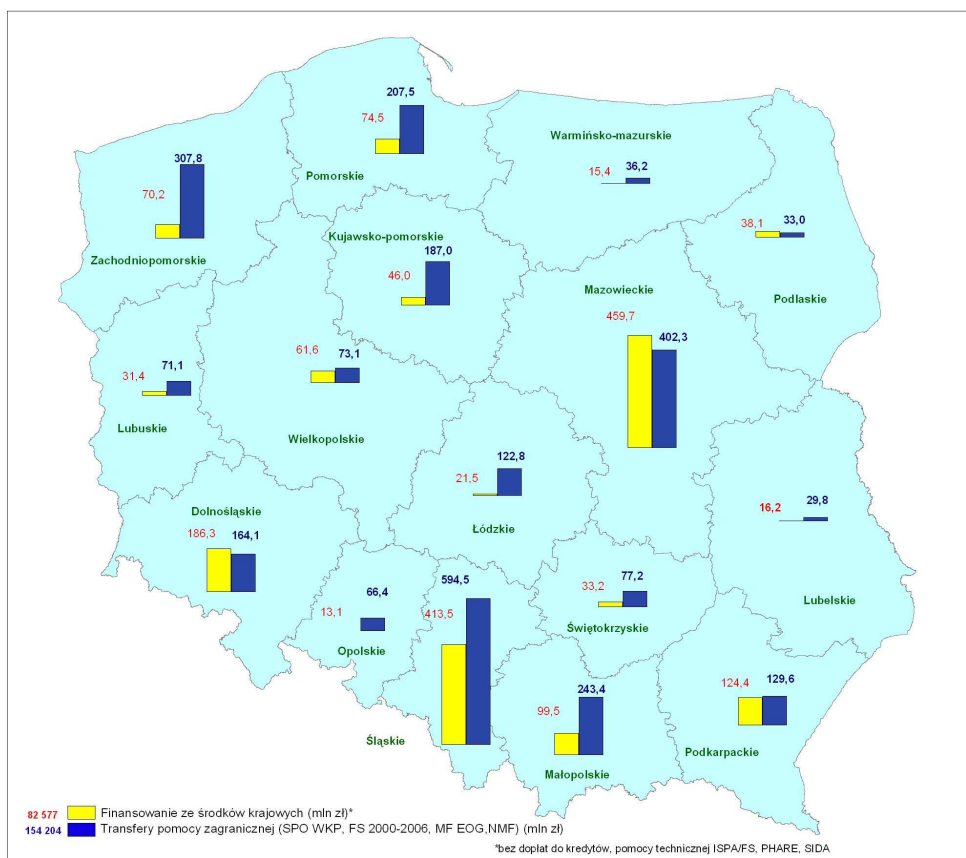 207,5
74,5
Pomorskie
Warmińsko-mazurskie
15,4
36,2
307,8
70,2
Zachodniopomorskie
Kujawsko-pomorskie
187,0
46,0
38,1
33,0
Podlaskie
Mazowieckie
459,7
402,3
71,1
31,4
Lubuskie
61,6
73,1
Wielkopolskie
122,8
21,5
Łódzkie
16,2
29,8
Lubelskie
Dolnośląskie
186,3
164,1
66,4
13,1
Opolskie
594,5
413,5
Śląskie
77,2
33,2
Świętokrzyskie
243,4
99,5
Małopolskie
124,4
129,6
Podkarpackie
82 577 Finansowanie ze środków krajowych (mln zł)*
154 204 Transfery pomocy zagranicznej (SPO WKP, FS 2000-2006, MF EOG,NMF) (mln zł)
*bez dopłat do kredytów, pomocy technicznej ISPA/FS, PHARE, SIDA